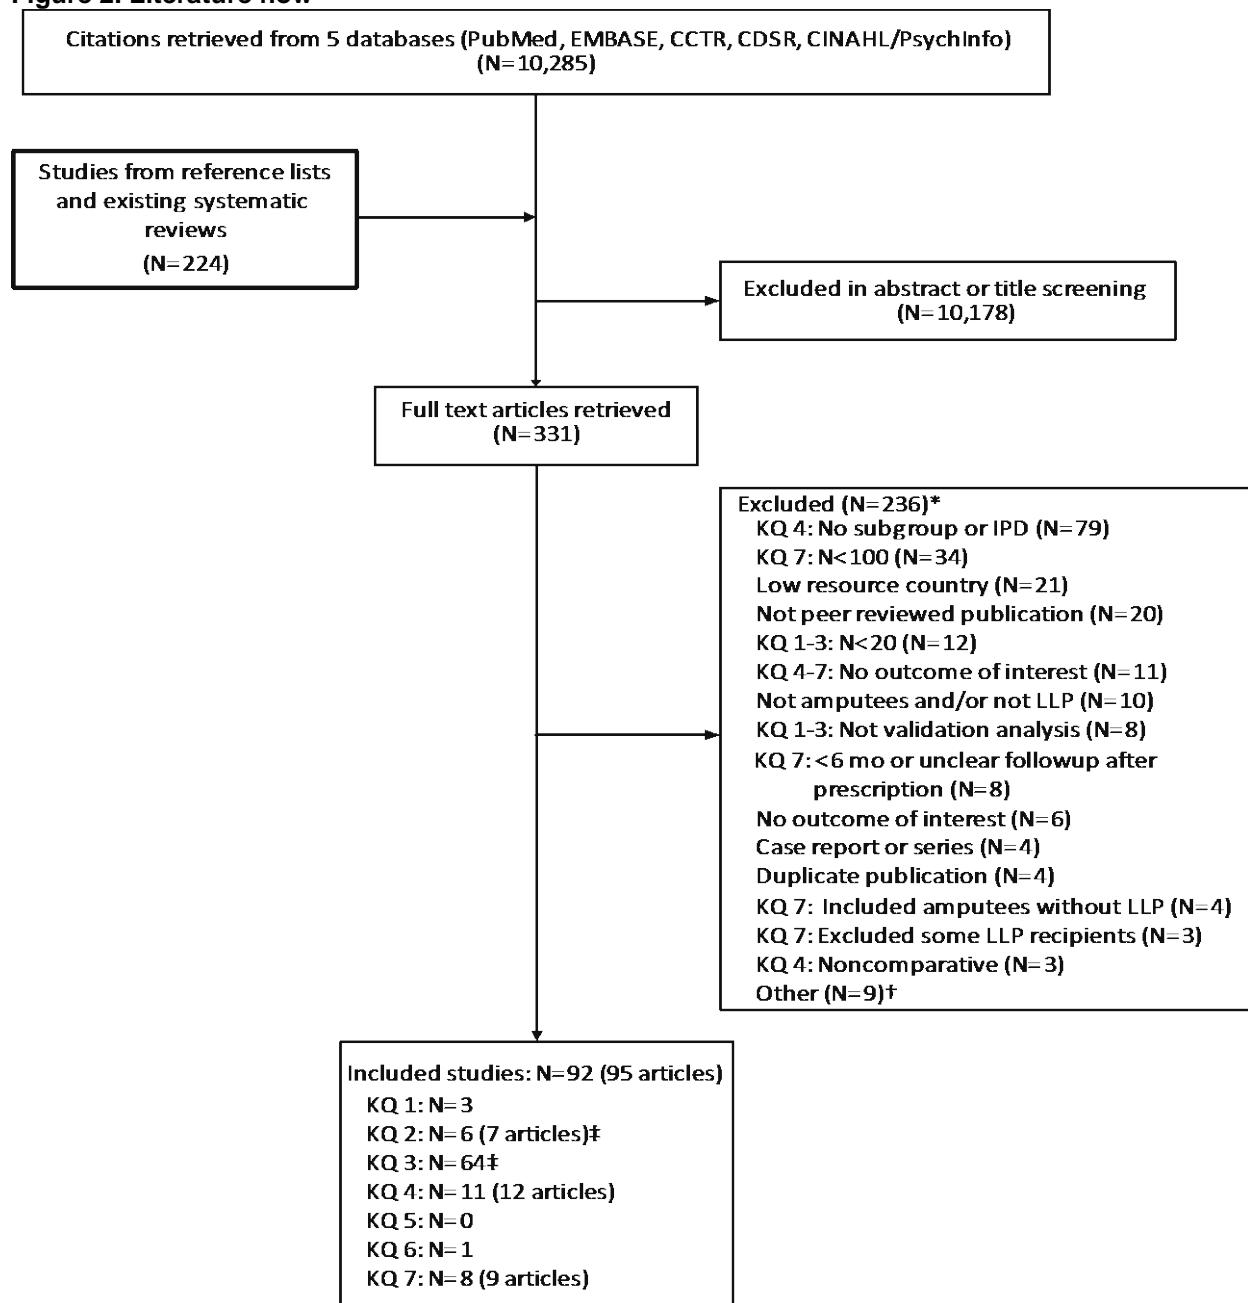 Figure 2. Literature flow
Citations retrieved from 5 databases (PubMed, EMBASE, CCTR, CDSR, CINAHL/PsychInfo)
(N=10,285)
Studies from reference lists
and existing systematic
reviews
(N=224)
Excluded in abstract or title screening
(N=10,178)
Full text articles retrieved
(N=331)
Excluded (N=236)*
KQ 4: No subgroup or IPD (N=79)
KQ 7: N<100 (N=34)
Low resource country (N=21)
Not peer reviewed publication (N=20)
KQ 1-3: N<20 (N=12)
KQ 4-7: No outcome of interest (N=11)
Not amputees and/or not LLP (N=10)
KQ 1-3: Not validation analysis (N=8)
KQ 7: <6 mo or unclear followup after
prescription (N=8)
No outcome of interest (N=6)
Case report or series (N=4)
Duplicate publication (N=4)
KQ 7: Included amputees without LLP (N=4)
KQ 7: Excluded some LLP recipients (N=3)
KQ 4: Noncomparative (N=3)
Other (N=9)†
Included studies: N=92 (95 articles)
KQ 1: N=3
KQ 2: N=6 (7 articles)‡
KQ 3: N=64‡
KQ 4: N=11 (12 articles)
KQ 5: N=0
KQ 6: N=1
KQ 7: N=8 (9 articles)